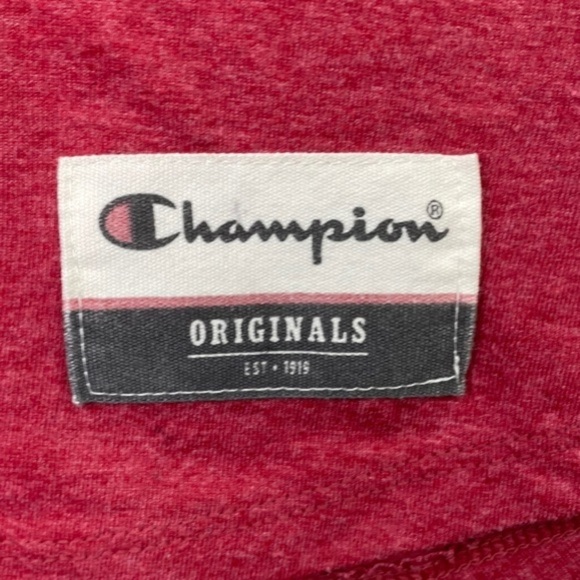 Champion®
ORIGINALS
EST • 1919